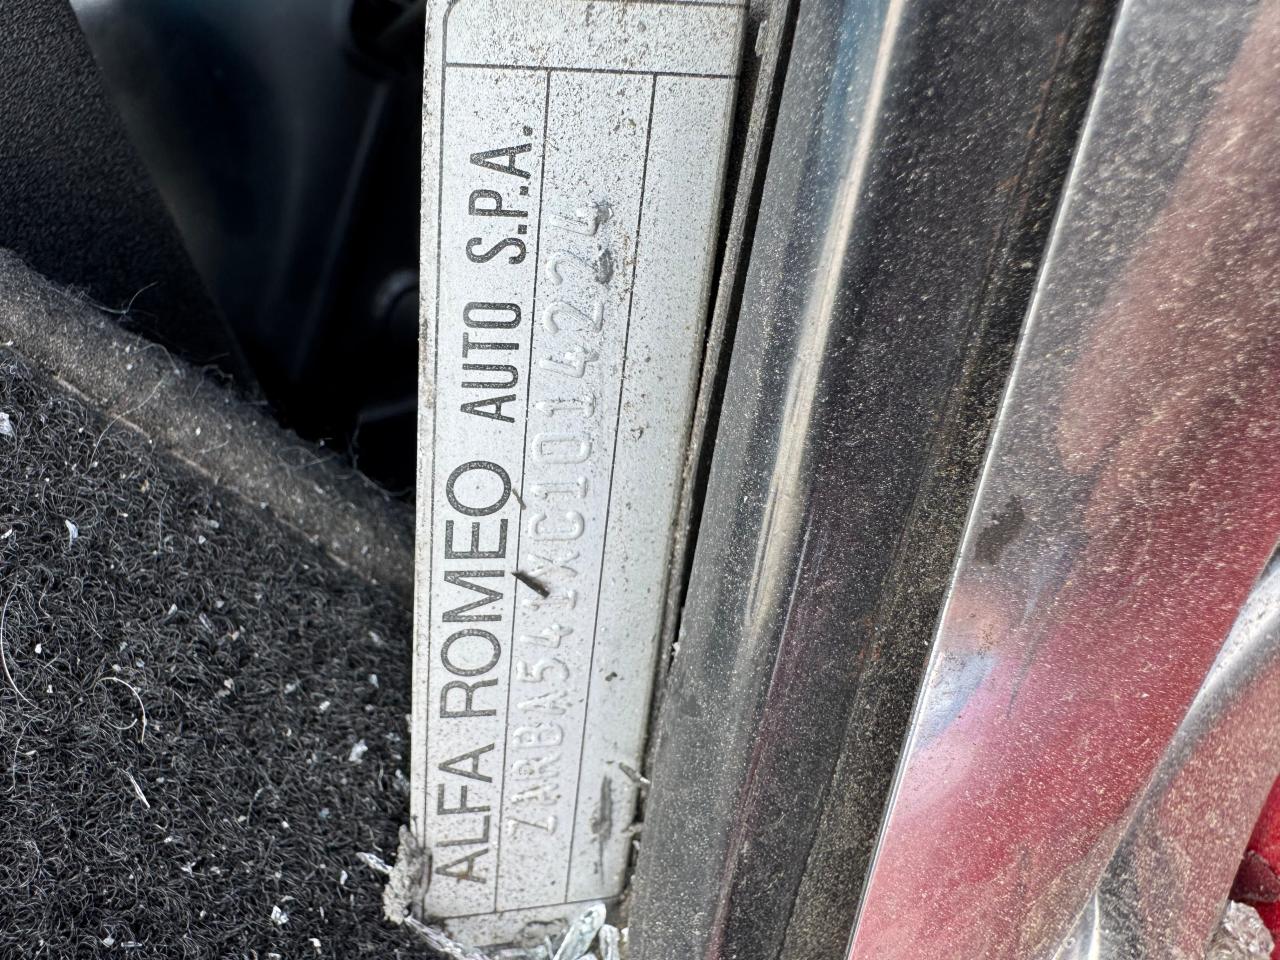 ALFA ROMEO AUTO S.P.A.
ZARBA541XC1014224